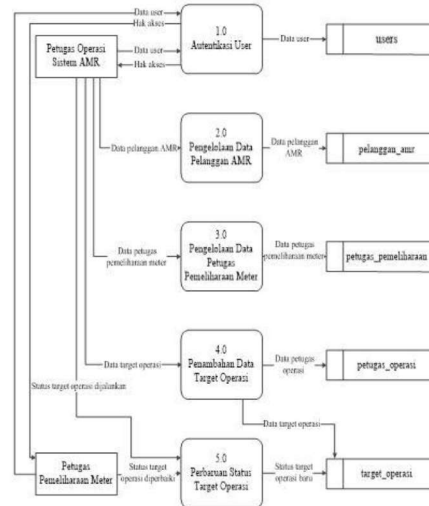 Data user
Hak akses
1.0
Autentikasi User
Data user
users
Petugas Operasi
Sistem AMR
Data user
Hak akses
2.0
Pengelolaan Data
Pelanggan AMR
Data pelanggan AMR
Data pelanggan
AMR
pelanggan_amr
3.0
Pengelolaan Data
Petugas
Pemeliharaan Meter
Data petugas
pemeliharaan meter
Data petugas
pemeliharaan meter
petugas_pemeliharaan
4.0
Penambahan Data
Target Operasi
Data target operasi
Data petugas
operasi
petugas_operasi
Status target operasi dijalankan
Data target operasi
Petugas
Pemeliharaan Meter
Status target
operasi diperbaiki
5.0
Perbaruan Status
Target Operasi
Status target
operasi baru
target_operasi